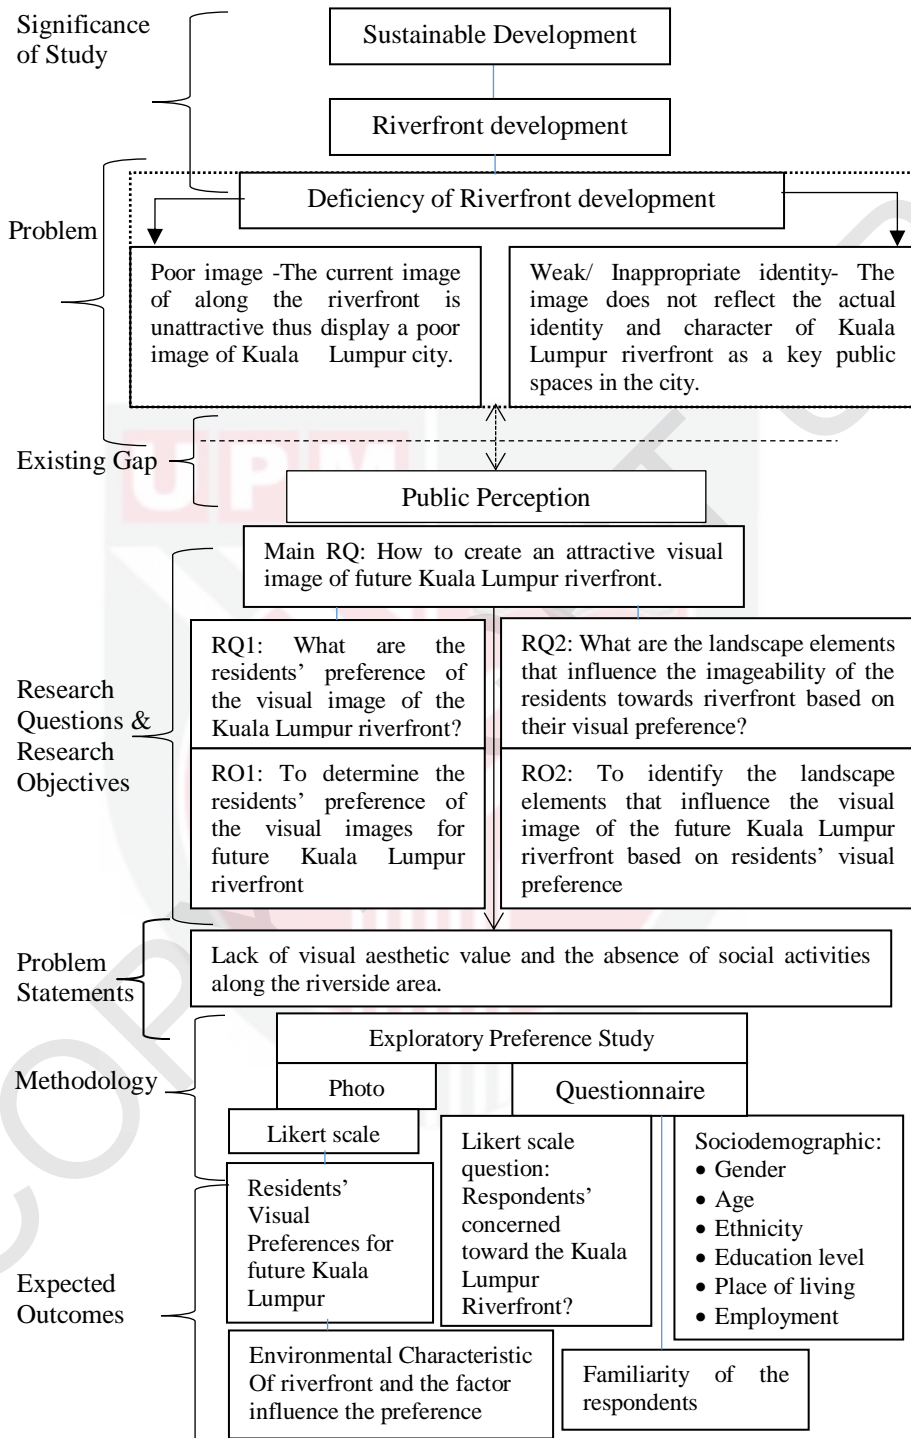 Significance
of Study
Sustainable Development
Riverfront development
Problem
Deficiency of Riverfront development
Poor image -The current image
of along the riverfront is
unattractive thus display a poor
image of Kuala Lumpur city.
Weak/ Inappropriate identity- The
image does not reflect the actual
identity and character of Kuala
Lumpur riverfront as a key public
spaces in the city.
Existing Gap
UPM
Public Perception
Research
Questions &
Research
Objectives
Main RQ: How to create an attractive visual
image of future Kuala Lumpur riverfront.
RQ1: What are the
residents’ preference of
the visual image of the
Kuala Lumpur riverfront?
RQ2: What are the landscape elements
that influence the imageability of the
residents towards riverfront based on
their visual preference?
RO1: To determine the
residents’ preference of
the visual images for
future Kuala Lumpur
riverfront
RO2: To identify the landscape
elements that influence the visual
image of the future Kuala Lumpur
riverfront based on residents’ visual
preference
Problem
Statements
Lack of visual aesthetic value and the absence of social activities
along the riverside area.
Methodology
Exploratory Preference Study
Photo
Questionnaire
Likert scale
Likert scale
question:
Respondents’
concerned
toward the Kuala
Lumpur
Riverfront?
Sociodemographic:
• Gender
• Age
• Ethnicity
• Education level
• Place of living
• Employment
Expected
Outcomes
Residents’
Visual
Preferences for
future Kuala
Lumpur
Environmental Characteristic
Of riverfront and the factor
influence the preference
Familiarity of the
respondents